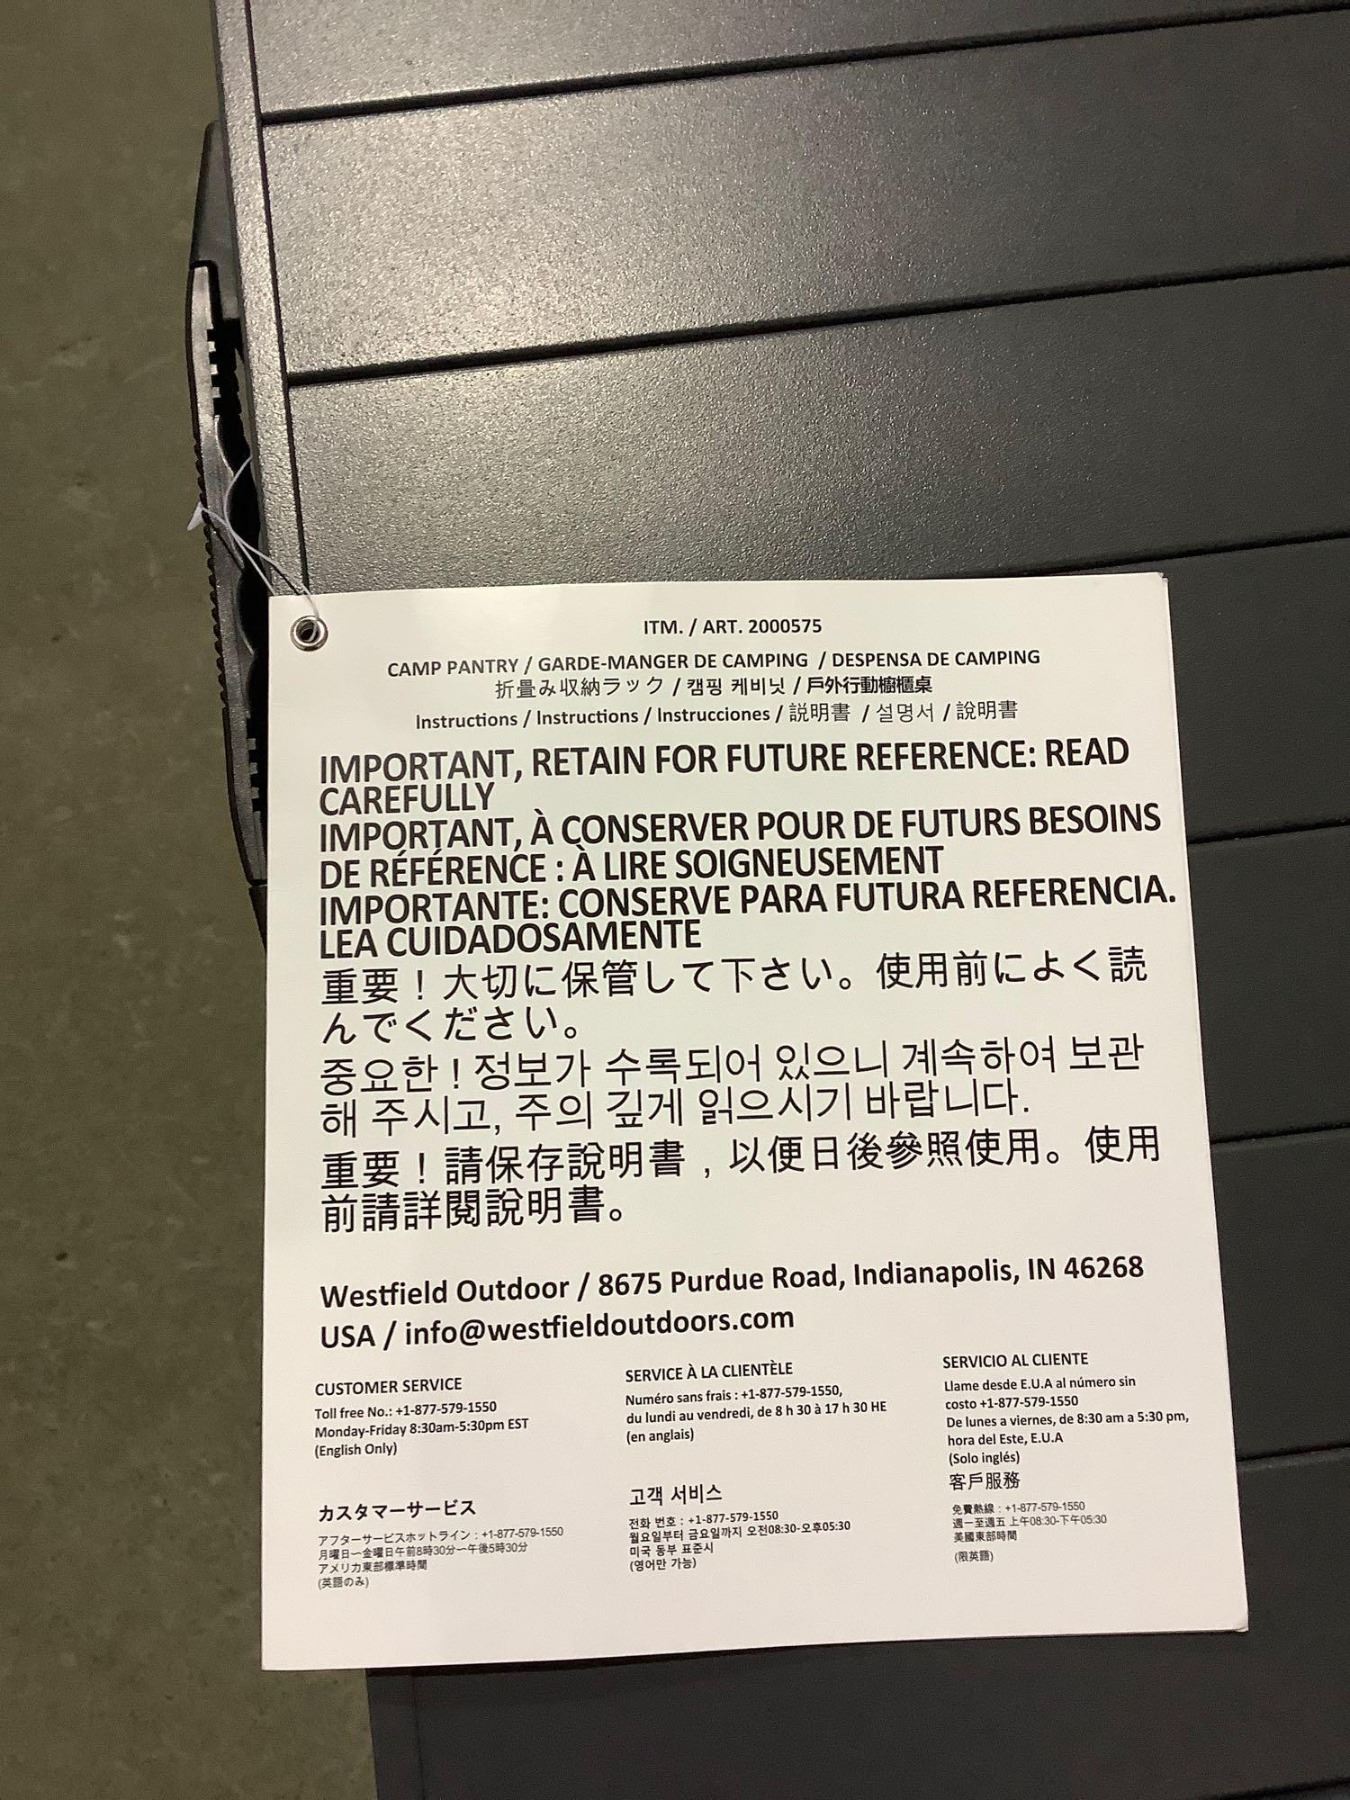 ITM. / ART. 2000575
CAMP PANTRY / GARDE-MANGER DE CAMPING / DESPENSA DE CAMPING
折畳み収納ラック / 캠핑 케비닛 / 戶外行動櫥櫃桌
Instructions / Instructions / Instrucciones / 説明書 / 설명서 / 說明書
IMPORTANT, RETAIN FOR FUTURE REFERENCE: READ
CAREFULLY
IMPORTANT, À CONSERVER POUR DE FUTURS BESOINS
DE RÉFÉRENCE : À LIRE SOIGNEUSEMENT
IMPORTANTE: CONSERVE PARA FUTURA REFERENCIA.
LEA CUIDADOSAMENTE
重要！大切に保管して下さい。使用前によく読
んでください。
중요한 ! 정보가 수록되어 있으니 계속하여 보관
해 주시고, 주의 깊게 읽으시기 바랍니다.
重要！請保存說明書，以便日後參照使用。使用
前請詳閱說明書。
Westfield Outdoor / 8675 Purdue Road, Indianapolis, IN 46268
USA / info@westfieldoutdoors.com
CUSTOMER SERVICE
Toll free No.: +1-877-579-1550
Monday-Friday 8:30am-5:30pm EST
(English Only)
SERVICE À LA CLIENTÈLE
Numéro sans frais : +1-877-579-1550,
du lundi au vendredi, de 8 h 30 à 17 h 30 HE
(en anglais)
SERVICIO AL CLIENTE
Llame desde E.U.A al número sin
costo +1-877-579-1550
De lunes a viernes, de 8:30 am a 5:30 pm,
hora del Este, E.U.A
(Solo inglés)
カスタマーサービス
アフターサービスホットライン：+1-877-579-1550
月曜日ー金曜日午前8時30分ー午後5時30分
アメリカ東部標準時間
(英語のみ)
고객 서비스
전화 번호 : +1-877-579-1550
월요일부터 금요일까지 오전08:30-오후05:30
미국 동부 표준시
(영어만 가능)
客戶服務
免費熱線：+1-877-579-1550
週一至週五 上午08:30-下午05:30
美國東部時間
(限英語)